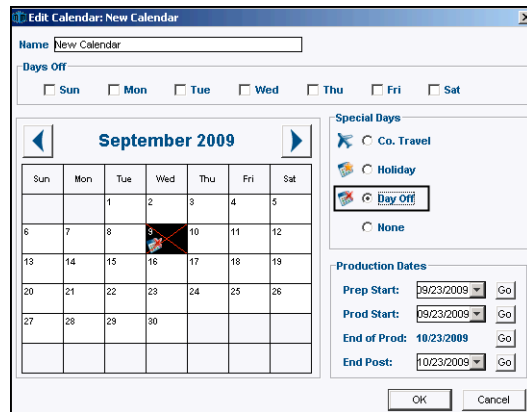 Edit Calendar: New Calendar
Name New Calendar
Days Off
Sun Mon Tue Wed Thu Fri Sat
September 2009
Sun Mon Tue Wed Thu Fri Sat
1 2 3 4 5
6 7 8 9 10 11 12
13 14 15 16 17 18 19
20 21 22 23 24 25 26
27 28 29 30
Special Days
Co. Travel
Holiday
Day Off
None
Production Dates
Prep Start: 09/23/2009 Go
Prod Start: 09/23/2009 Go
End of Prod: 10/23/2009 Go
End Post: 10/23/2009 Go
OK Cancel